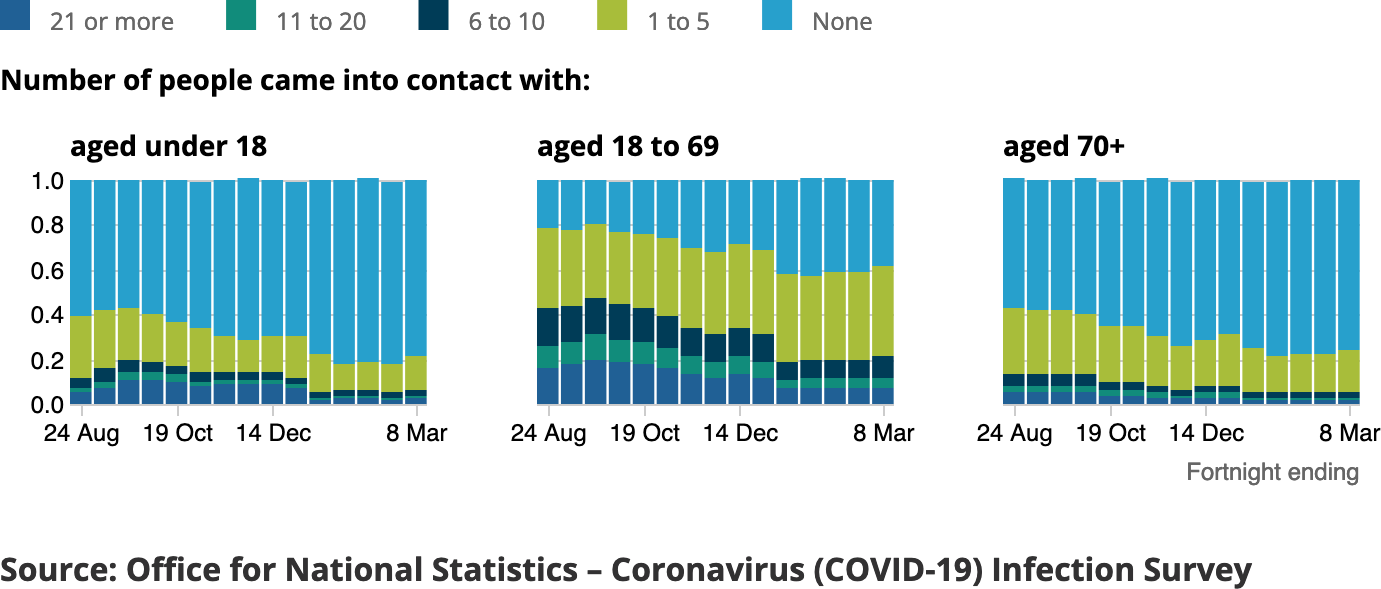 21 or more 11 to 20 6 to 10 1 to 5 None
Number of people came into contact with:
aged under 18 aged 18 to 69 aged 70+
1.0
0.8
0.6
0.4
0.2
0.0
24 Aug 19 Oct 14 Dec 8 Mar 24 Aug 19 Oct 14 Dec 8 Mar 24 Aug 19 Oct 14 Dec 8 Mar
Fortnight ending
Source: Office for National Statistics – Coronavirus (COVID-19) Infection Survey